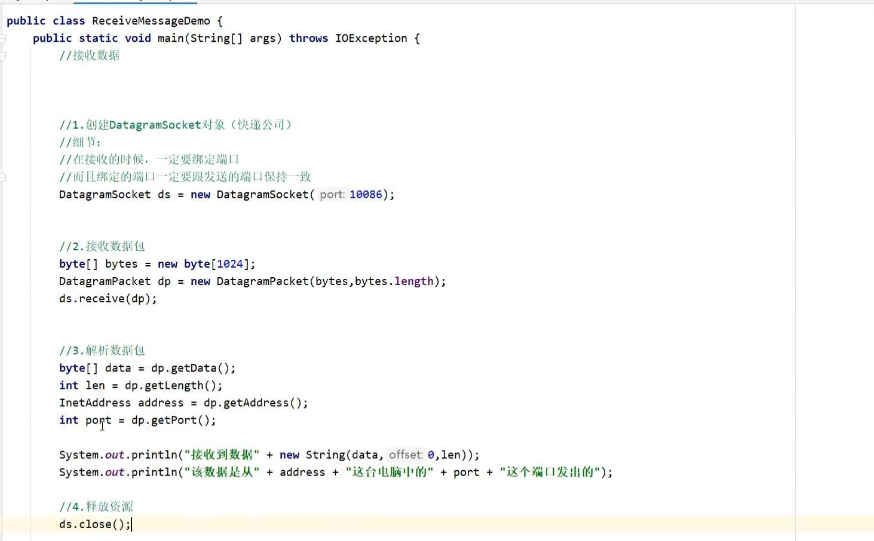 public class ReceiveMessageDemo {
public static void main(String[] args) throws IOException {
//接收数据
//1.创建DatagramSocket对象（快递公司）
//细节：
//在接收的时候，一定要绑定端口
//而且绑定的端口一定要跟发送的端口保持一致
DatagramSocket ds = new DatagramSocket( port: 10086);
//2.接收数据包
byte[] bytes = new byte[1024];
DatagramPacket dp = new DatagramPacket(bytes,bytes.length);
ds.receive(dp);
//3.解析数据包
byte[] data = dp.getData();
int len = dp.getLength();
InetAddress address = dp.getAddress();
int port = dp.getPort();
System.out.println("接收到数据" + new String(data, offset: 0,len));
System.out.println("该数据是从" + address + "这台电脑中的" + port + "这个端口发出的");
//4.释放资源
ds.close();